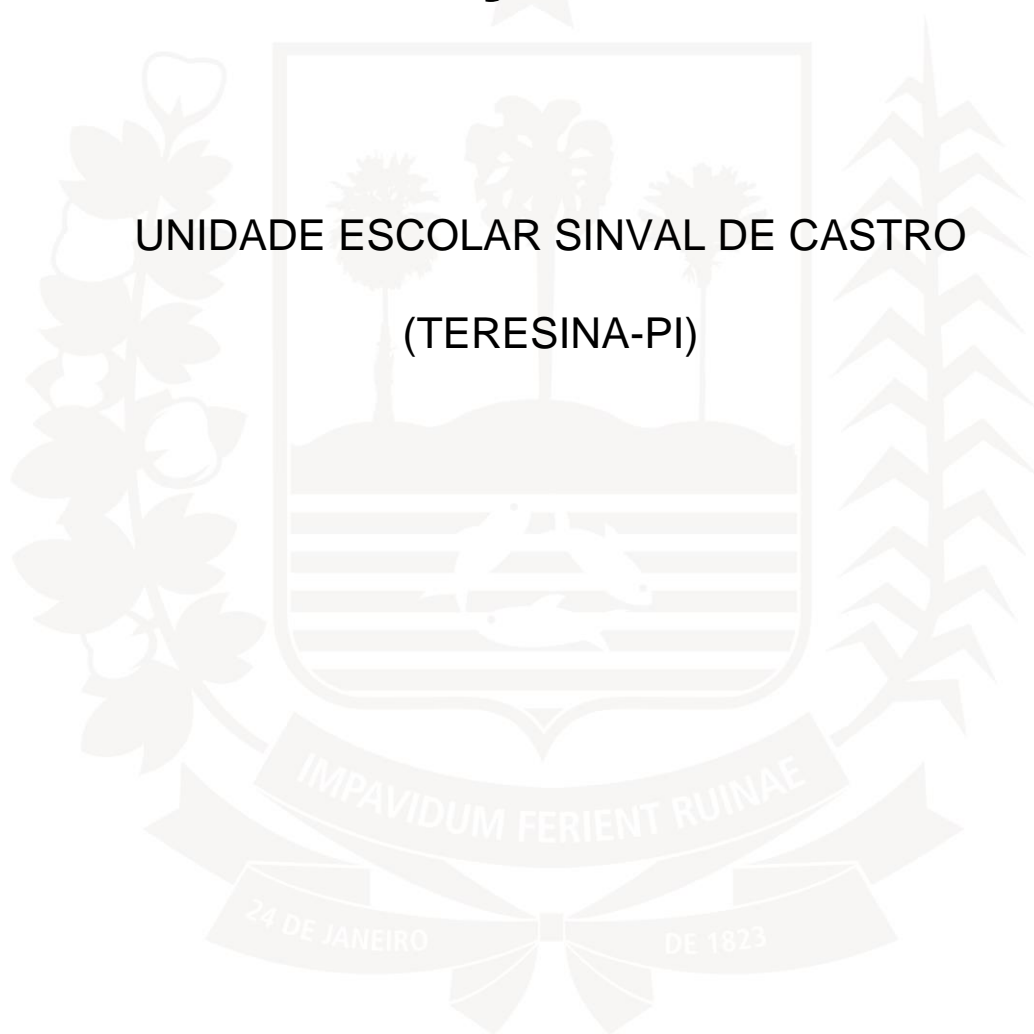 UNIDADE ESCOLAR SINVAL DE CASTRO
(TERESINA-PI)
IMPAVIDUM FERIENT RUINAE
24 DE JANEIRO DE 1823